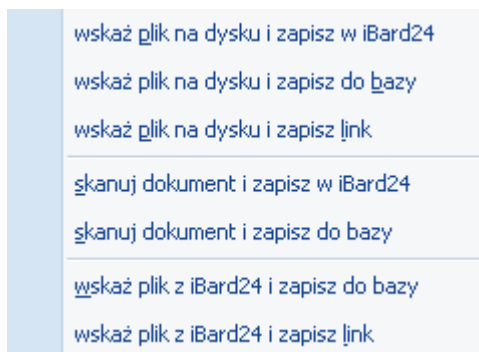 wskaż plik na dysku i zapisz w iBard24
wskaż plik na dysku i zapisz do bazy
wskaż plik na dysku i zapisz link
skanuj dokument i zapisz w iBard24
skanuj dokument i zapisz do bazy
wskaż plik z iBard24 i zapisz do bazy
wskaż plik z iBard24 i zapisz link